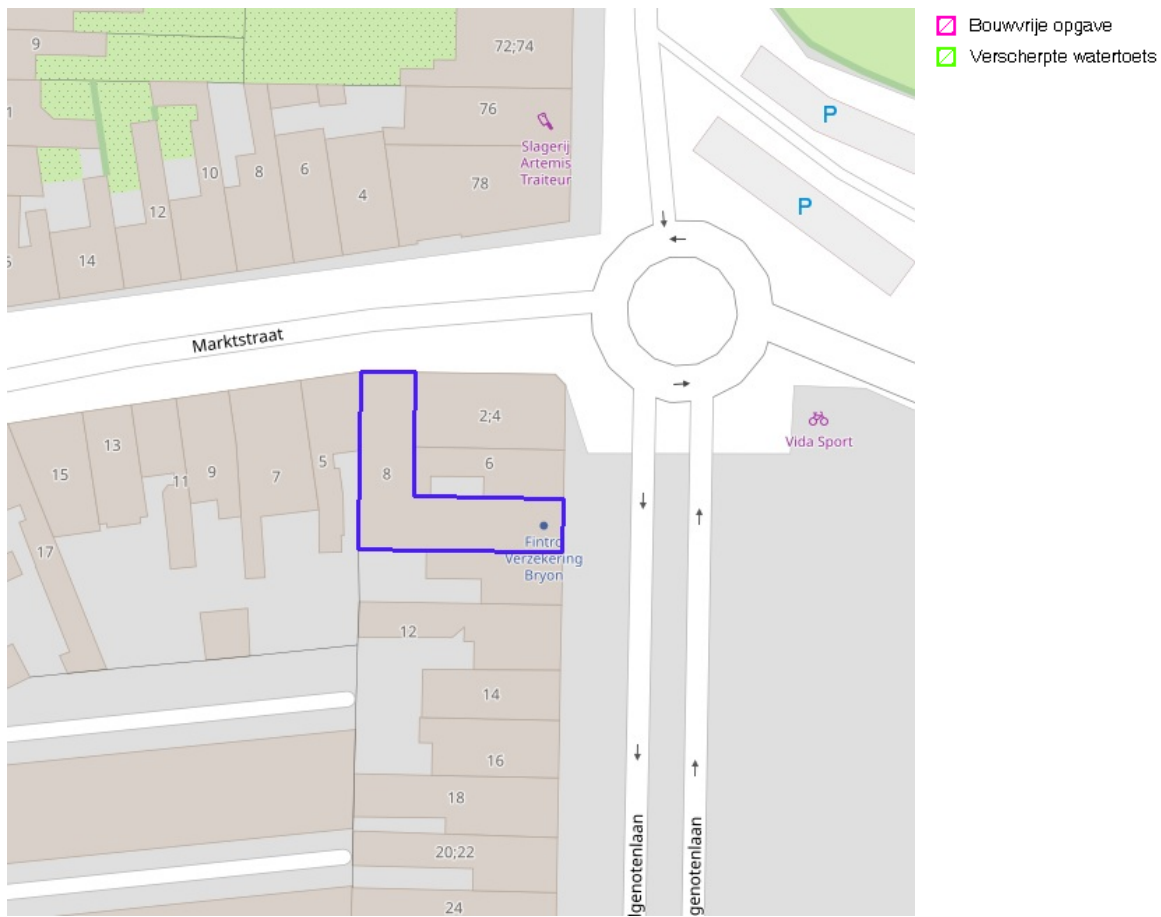 Bouwvrije opgave
Verscherpte watertoets
9
72;74
76
P
Slagerij
Artemis
Traiteur
10
8
6
4
78
12
P
14
Marktstraat
2;4
Vida Sport
13
15
11
9
7
5
8
6
17
Fintro
Verzekering
Bryon
12
14
16
18
20;22
24
lgenotenlaan
genotenlaan